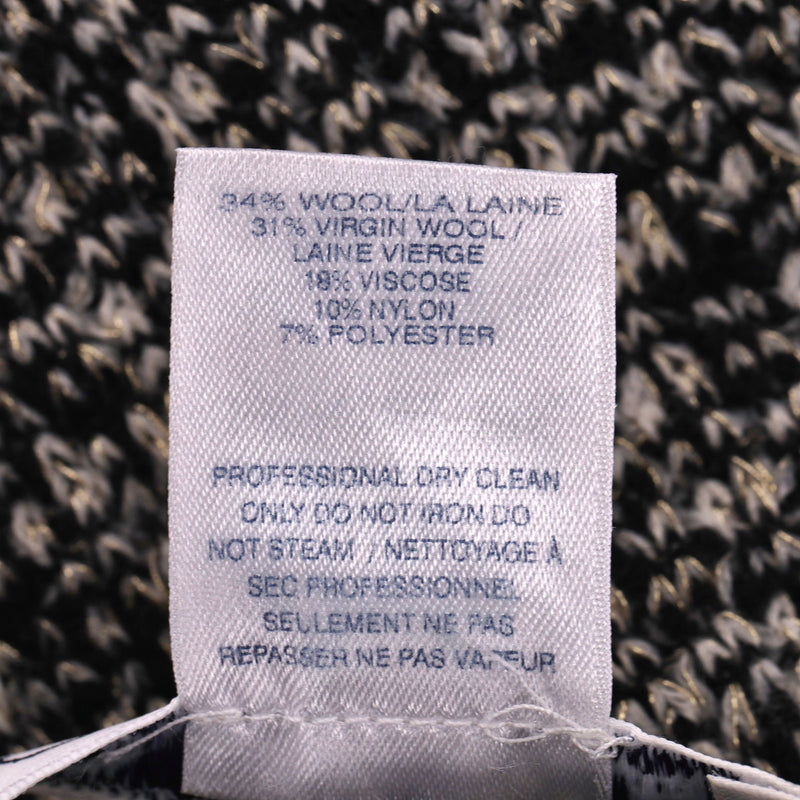 34% WOOL/LA LAINE
31% VIRGIN WOOL /
LAINE VIERGE
18% VISCOSE
10% NYLON
7% POLYESTER
PROFESSIONAL DRY CLEAN
ONLY DO NOT IRON DO
NOT STEAM / NETTOYAGE À
SEC PROFESSIONNEL
SEULEMENT NE PAS
REPASSER NE PAS VAPEUR